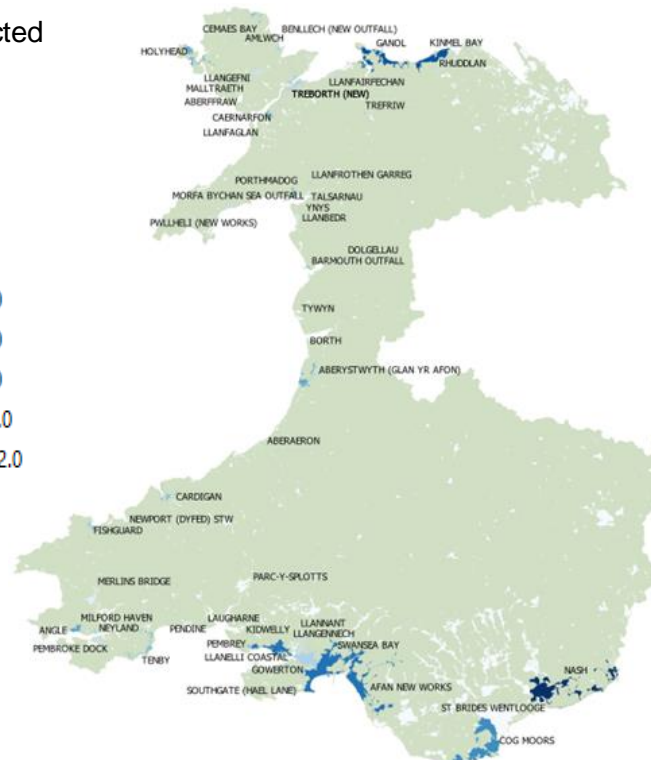 cted
CEMAES BAY
BENLLECH (NEW OUTFALL)
AMLWCH
GANOL
KINMEL BAY
HOLYHEAD
RHUDDLAN
LLANGEFNI
LLANFAIRFECHAN
MALLTRAETH
TREBORTH (NEW)
ABERFFRAW
TREFRIW
CAERNARFON
LLANFAGLAN
LLANFROTHEN GARREG
PORTHMADOG
MORFA BYCHAN SEA OUTFALL
TALSARNAU
YNYS
LLANBEDR
PWLLHELI (NEW WORKS)
DOLGELLAU
BARMOUTH OUTFALL
TYWYN
BORTH
ABERYSTWYTH (GLAN YR AFON)
.0
2.0
ABERAERON
CARDIGAN
NEWPORT (DYFED) STW
FISHGUARD
PARC-Y-SPLOTTS
MERLINS BRIDGE
MILFORD HAVEN
LAUGHARNE
LLANNANT
ANGLE
NEYLAND
PENDINE
KIDWELLY
LLANGENNECH
PEMBREY
SWANSEA BAY
PEMBROKE DOCK
LLANELLI COASTAL
TENBY
GOWERTON
NASH
SOUTHGATE (HAEL LANE)
AFAN NEW WORKS
ST BRIDES WENTLOOGE
COG MOORS